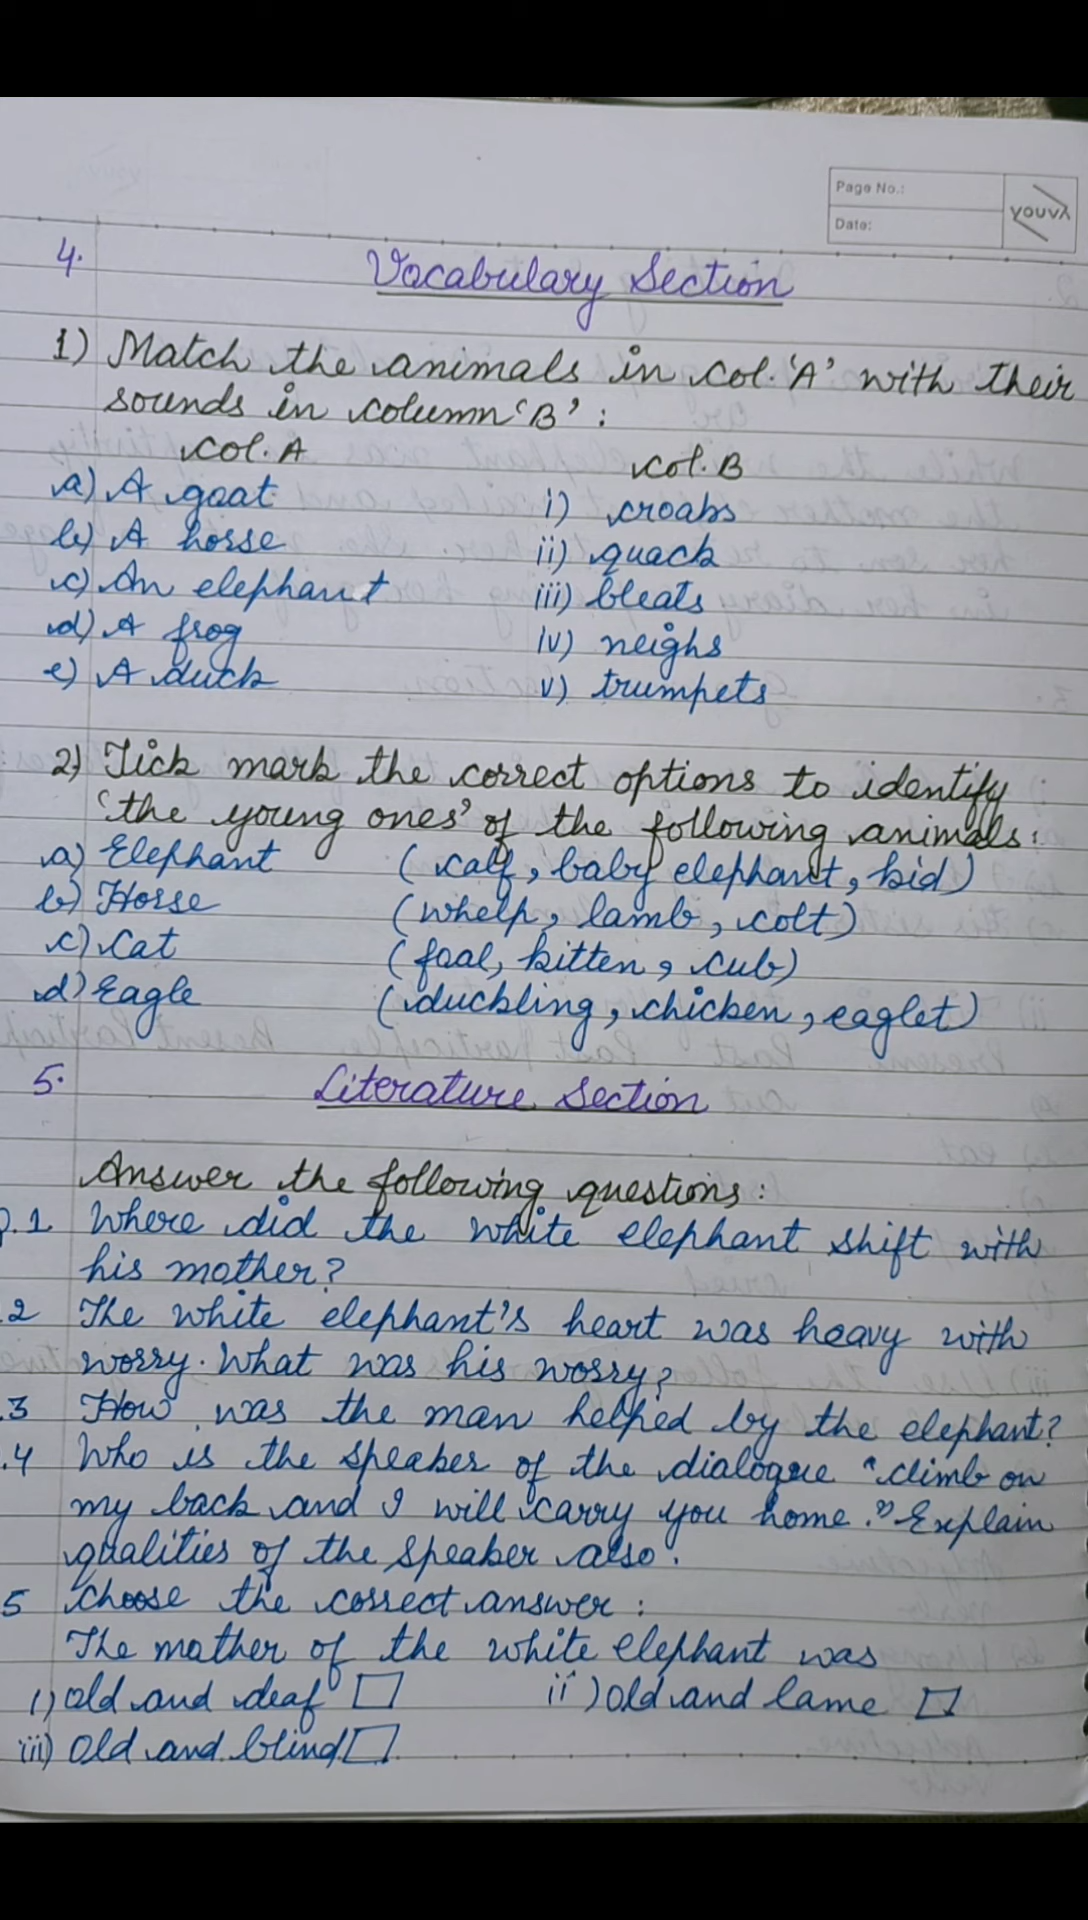 Page No.:
Date:
youva
4.
Vocabulary Section
1) Match the animals in col. 'A' with their
sounds in column 'B' :
col. A col. B
a) A goat i) croaks
b) A horse ii) quack
c) An elephant iii) bleats
d) A frog iv) neighs
e) A duck v) trumpets
2) Tick mark the correct options to identify
'the young ones' of the following animals :
a) Elephant (calf, baby elephant, kid)
b) Horse (whelp, lamb, colt)
c) Cat (foal, kitten, cub)
d) Eagle (duckling, chicken, eaglet)
5.
Literature Section
Answer the following questions :
.1 Where did the white elephant shift with
his mother?
2 The white elephant's heart was heavy with
worry. What was his worry?
.3 How was the man helped by the elephant?
.4 Who is the speaker of the dialogue "climb on
my back and I will carry you home." Explain
qualities of the speaker also.
5 Choose the correct answer :
The mother of the white elephant was
i) old and deaf ii) old and lame
iii) old and blind